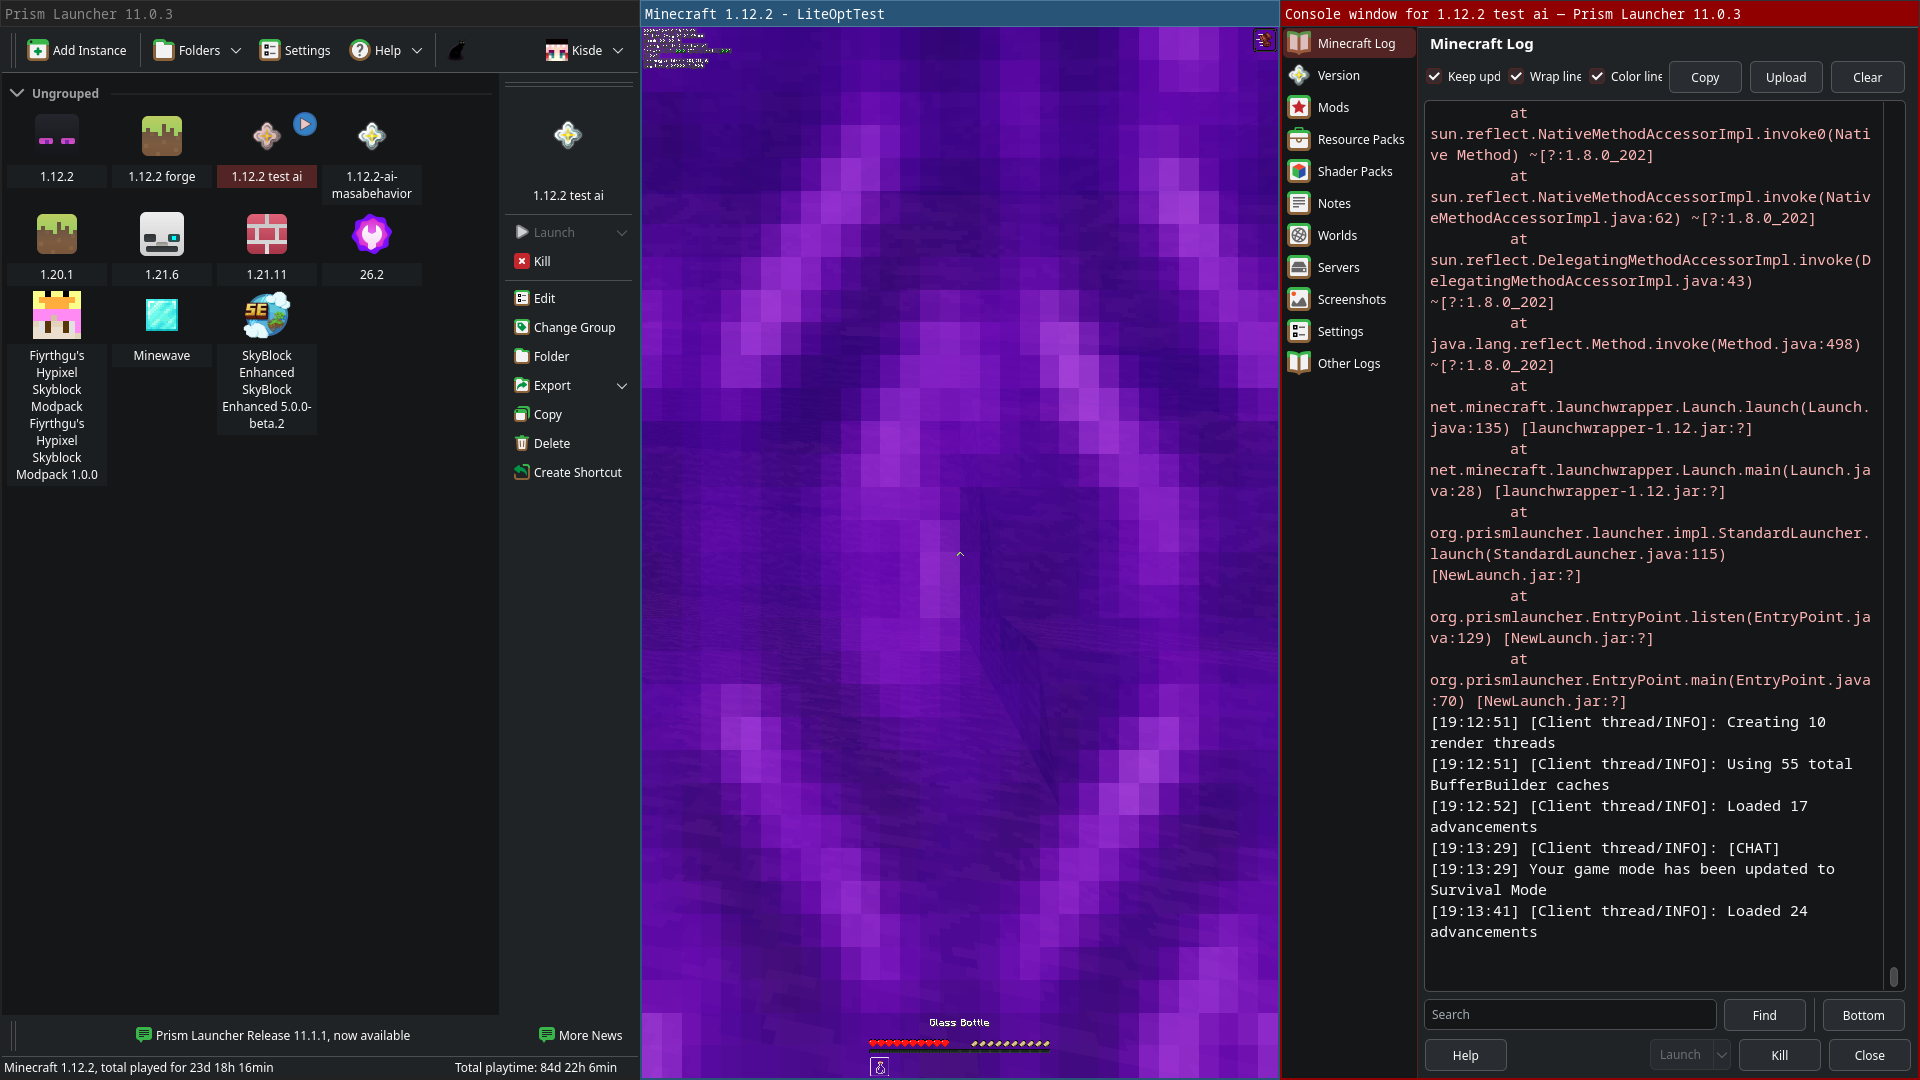 Prism Launcher 11.0.3
Add Instance
Folders
Settings
Help
Kisde
Ungrouped
1.12.2
1.12.2 forge
1.12.2 test ai
1.12.2-ai-
masabehavior
1.20.1
1.21.6
1.21.11
26.2
Fiyrthgu's
Hypixel
Skyblock
Modpack
Fiyrthgu's
Hypixel
Skyblock
Modpack 1.0.0
Minewave
SkyBlock
Enhanced
SkyBlock
Enhanced 5.0.0-
beta.2
1.12.2 test ai
Launch
Kill
Edit
Change Group
Folder
Export
Copy
Delete
Create Shortcut
Prism Launcher Release 11.1.1, now available
More News
Minecraft 1.12.2, total played for 23d 18h 16min
Total playtime: 84d 22h 6min
Minecraft 1.12.2 - LiteOptTest
Glass Bottle
Console window for 1.12.2 test ai — Prism Launcher 11.0.3
Minecraft Log
Version
Mods
Resource Packs
Shader Packs
Notes
Worlds
Servers
Screenshots
Settings
Other Logs
Minecraft Log
Keep upd
Wrap line
Color line
Copy
Upload
Clear
at
sun.reflect.NativeMethodAccessorImpl.invoke0(Nati
ve Method) ~[?:1.8.0_202]
at
sun.reflect.NativeMethodAccessorImpl.invoke(Nativ
eMethodAccessorImpl.java:62) ~[?:1.8.0_202]
at
sun.reflect.DelegatingMethodAccessorImpl.invoke(D
elegatingMethodAccessorImpl.java:43)
~[?:1.8.0_202]
at
java.lang.reflect.Method.invoke(Method.java:498)
~[?:1.8.0_202]
at
net.minecraft.launchwrapper.Launch.launch(Launch.
java:135) [launchwrapper-1.12.jar:?]
at
net.minecraft.launchwrapper.Launch.main(Launch.ja
va:28) [launchwrapper-1.12.jar:?]
at
org.prismlauncher.launcher.impl.StandardLauncher.
launch(StandardLauncher.java:115)
[NewLaunch.jar:?]
at
org.prismlauncher.EntryPoint.listen(EntryPoint.ja
va:129) [NewLaunch.jar:?]
at
org.prismlauncher.EntryPoint.main(EntryPoint.java
:70) [NewLaunch.jar:?]
[19:12:51] [Client thread/INFO]: Creating 10
render threads
[19:12:51] [Client thread/INFO]: Using 55 total
BufferBuilder caches
[19:12:52] [Client thread/INFO]: Loaded 17
advancements
[19:13:29] [Client thread/INFO]: [CHAT]
[19:13:29] Your game mode has been updated to
Survival Mode
[19:13:41] [Client thread/INFO]: Loaded 24
advancements
Search
Find
Bottom
Help
Launch
Kill
Close